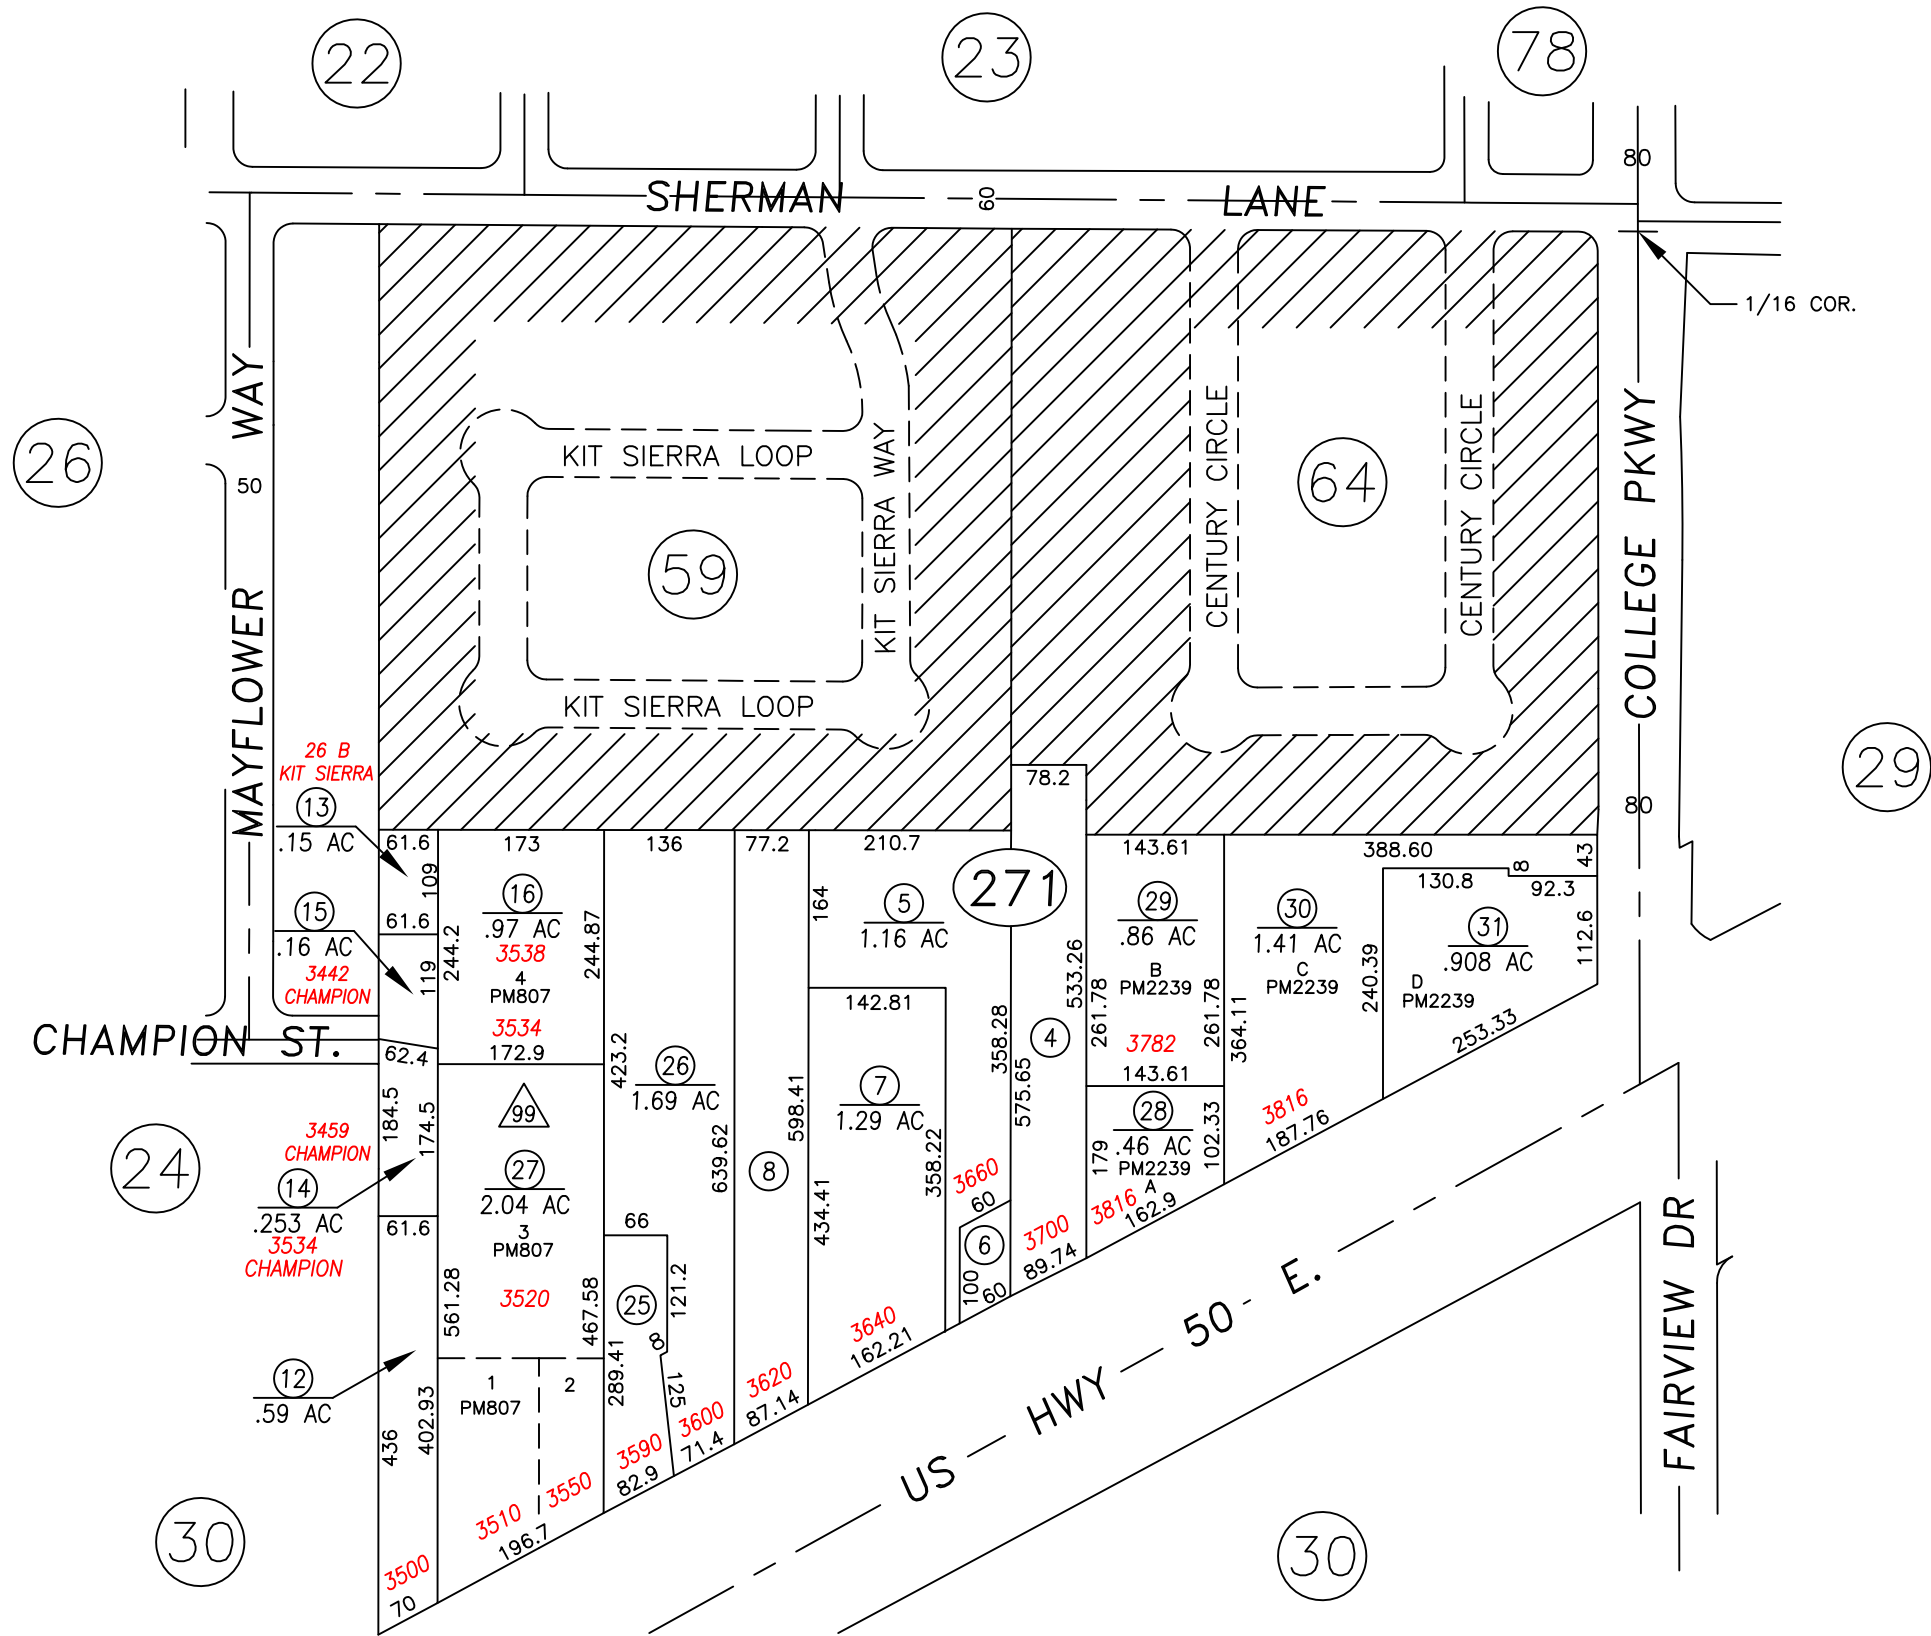 22
23
78
80
SHERMAN
60
LANE
1/16 COR.
MAYFLOWER WAY
50
26
KIT SIERRA LOOP
KIT SIERRA WAY
59
KIT SIERRA LOOP
CENTURY CIRCLE
64
CENTURY CIRCLE
COLLEGE PKWY
80
29
26 B
KIT SIERRA
13
.15 AC
15
.16 AC
3442
CHAMPION
CHAMPION ST.
61.6
109
61.6
119
62.4
184.5
174.5
61.6
173
16
.97 AC
3538
4
PM807
3534
172.9
244.2
244.87
99
27
2.04 AC
3
PM807
3520
561.28
467.58
1
PM807
2
3459
CHAMPION
14
.253 AC
3534
CHAMPION
24
12
.59 AC
436
402.93
3500
70
3510
3550
196.7
30
136
423.2
26
1.69 AC
639.62
66
25
121.2
8
289.41
125
3590
82.9
3600
71.4
77.2
598.41
8
3620
87.14
210.7
164
5
1.16 AC
142.81
7
1.29 AC
358.22
434.41
3640
162.21
271
358.28
3660
60
6
100
60
78.2
533.26
4
575.65
3700
89.74
143.61
29
.86 AC
B
PM2239
261.78
261.78
3782
143.61
28
.46 AC
PM2239
A
179
102.33
3816
162.9
388.60
30
1.41 AC
C
PM2239
364.11
240.39
3816
187.76
130.8
8
43
92.3
31
.908 AC
D
PM2239
112.6
253.33
US HWY 50 E.
FAIRVIEW DR
30